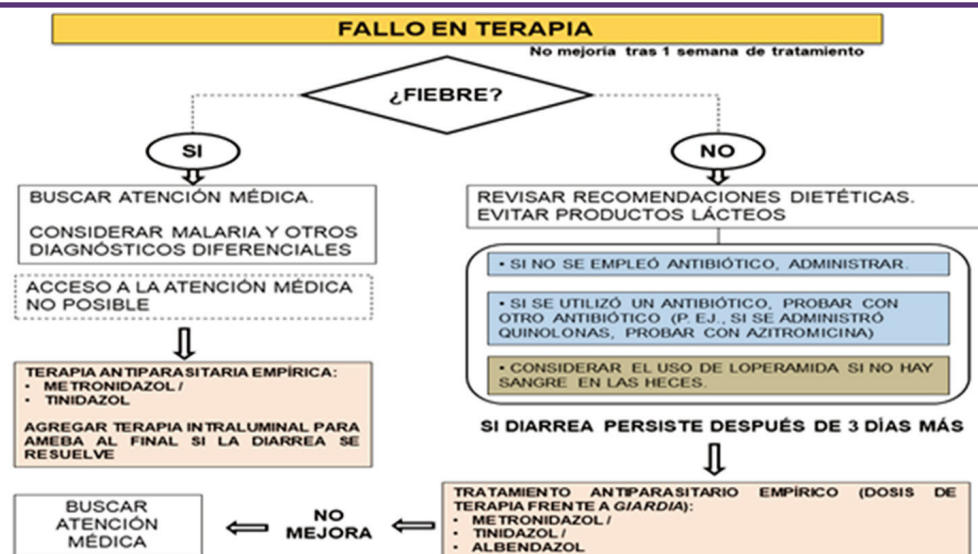 FALLO EN TERAPIA
No mejoría tras 1 semana de tratamiento
¿FIEBRE?
SI
BUSCAR ATENCIÓN MÉDICA.
CONSIDERAR MALARIA Y OTROS
DIAGNÓSTICOS DIFERENCIALES
ACCESO A LA ATENCIÓN MÉDICA
NO POSIBLE
TERAPIA ANTIPARASITARIA EMPÍRICA:
• METRONIDAZOL /
• TINIDAZOL
AGREGAR TERAPIA INTRALUMINAL PARA
AMEBA AL FINAL SI LA DIARREA SE
RESUELVE
NO
REVISAR RECOMENDACIONES DIETÉTICAS.
EVITAR PRODUCTOS LÁCTEOS
• SI NO SE EMPLEÓ ANTIBIÓTICO, ADMINISTRAR.
• SI SE UTILIZÓ UN ANTIBIÓTICO, PROBAR CON
OTRO ANTIBIÓTICO (P. EJ., SI SE ADMINISTRÓ
QUINOLONAS, PROBAR CON AZITROMICINA)
• CONSIDERAR EL USO DE LOPERAMIDA SI NO HAY
SANGRE EN LAS HECES.
SI DIARREA PERSISTE DESPUÉS DE 3 DÍAS MÁS
TRATAMIENTO ANTIPARASITARIO EMPÍRICO (DOSIS DE
TERAPIA FRENTE A GIARDIA):
• METRONIDAZOL /
• TINIDAZOL /
• ALBENDAZOL
NO
MEJORA
BUSCAR
ATENCIÓN
MÉDICA